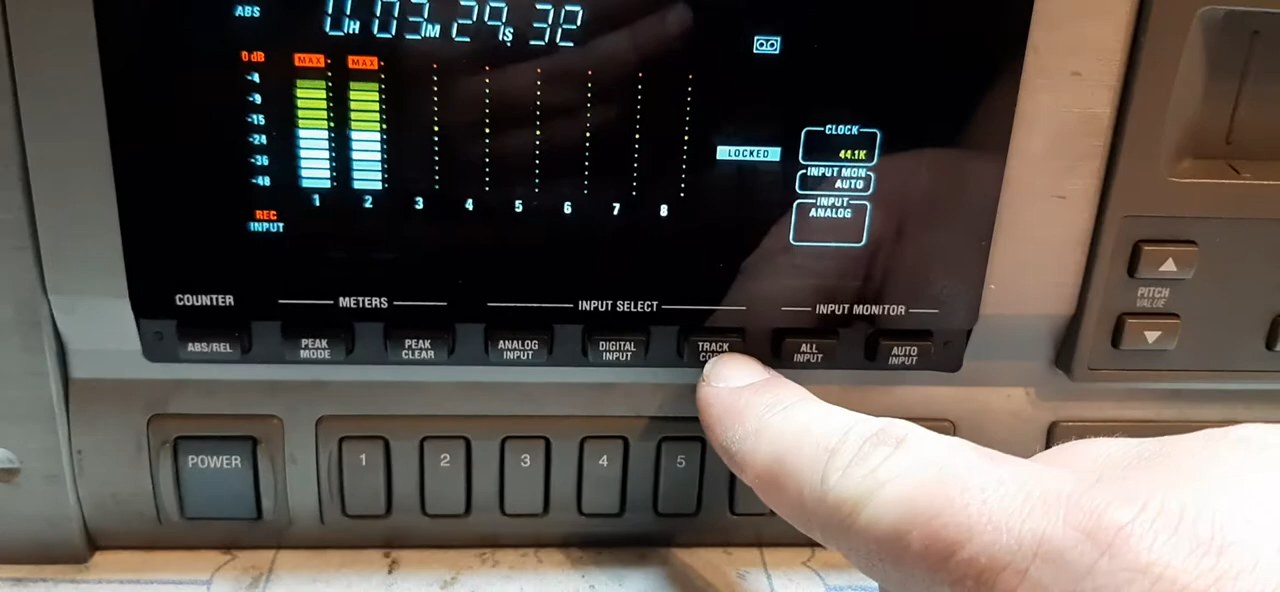 ABS 0H 03M 29S 32
0 dB MAX MAX
-4
-9
-15
-24
-36
-48
1 2 3 4 5 6 7 8
REC
INPUT
LOCKED
CLOCK
44.1K
INPUT MON
AUTO
INPUT
ANALOG
COUNTER METERS INPUT SELECT INPUT MONITOR
ABS/REL
PEAK
MODE
PEAK
CLEAR
ANALOG
INPUT
DIGITAL
INPUT
TRACK
ALL
INPUT
AUTO
INPUT
PITCH
VALUE
POWER 1 2 3 4 5